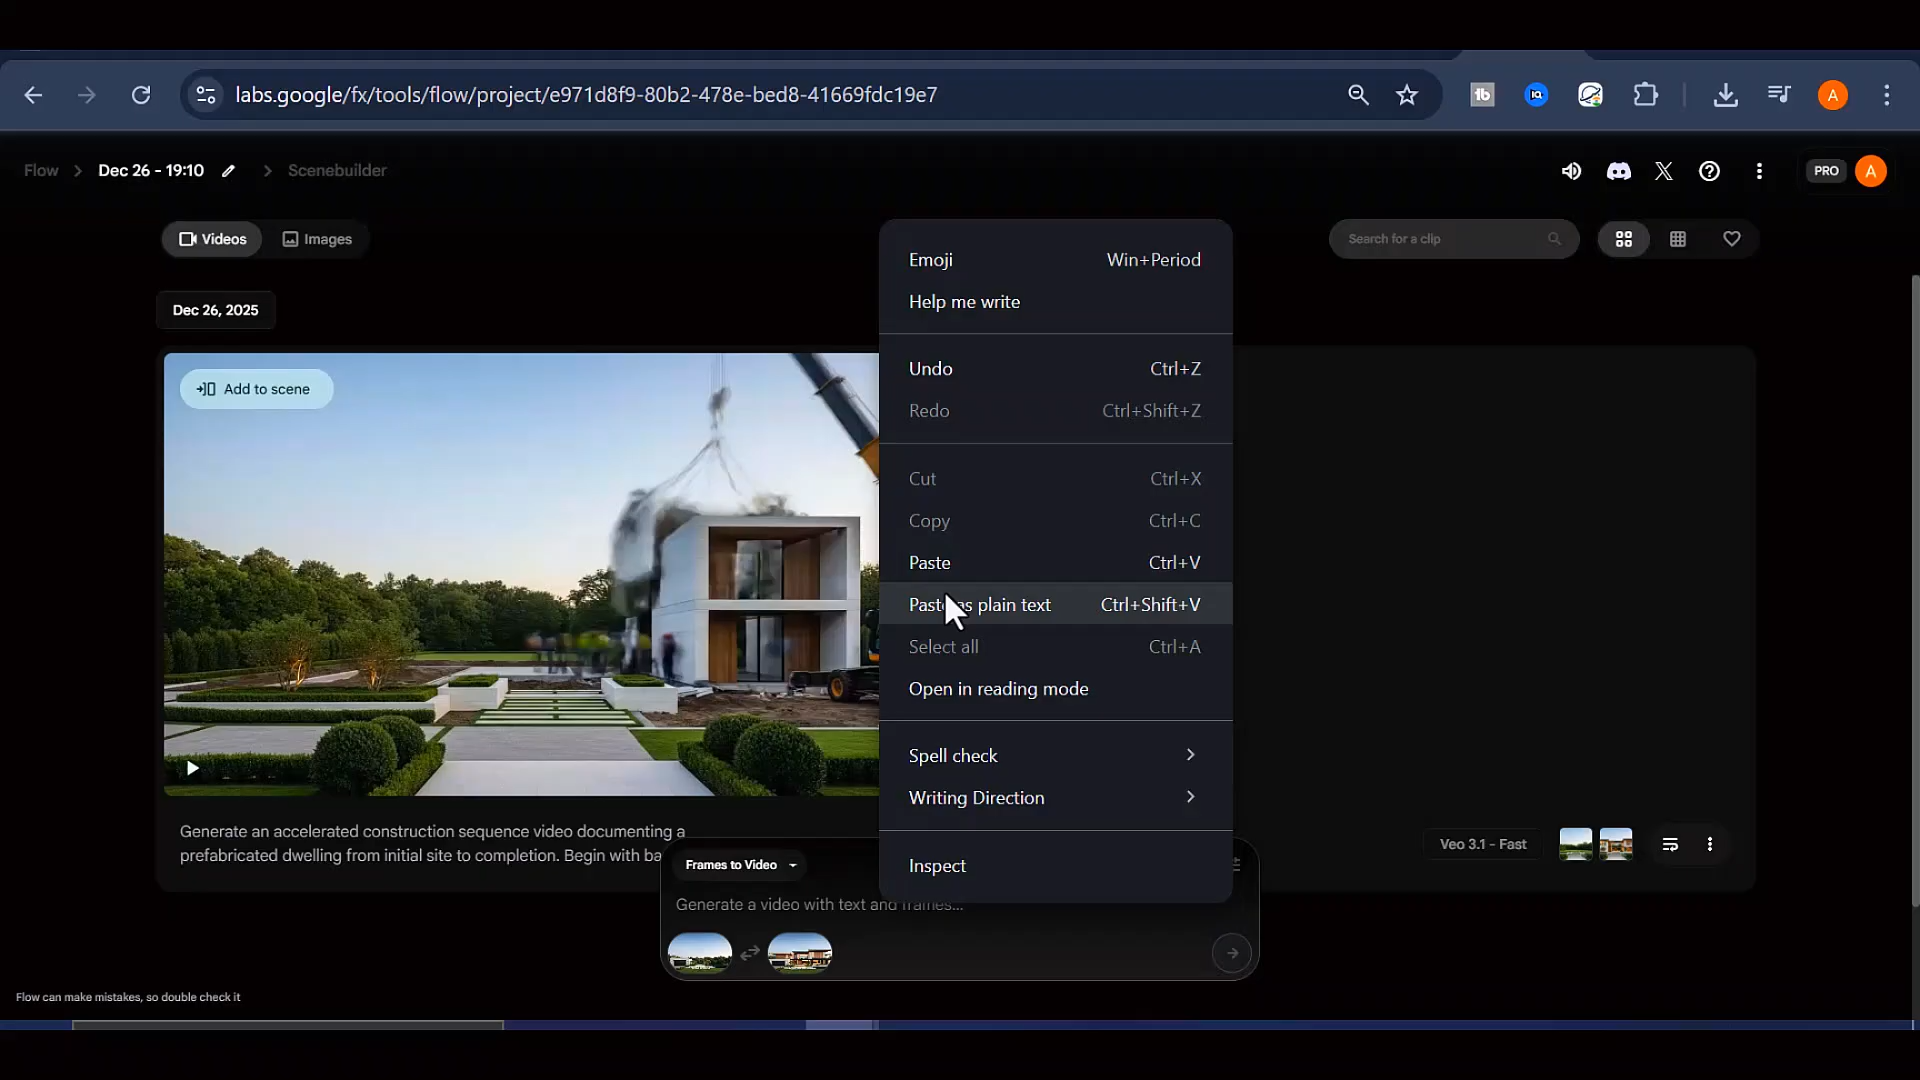 labs.google/fx/tools/flow/project/e971d8f9-80b2-478e-bed8-41669fdc19e7
A
Flow > Dec 26 - 19:10 > Scenebuilder
PRO A
Videos Images
Search for a clip
Dec 26, 2025
Add to scene
Emoji Win+Period
Help me write
Undo Ctrl+Z
Redo Ctrl+Shift+Z
Cut Ctrl+X
Copy Ctrl+C
Paste Ctrl+V
Paste as plain text Ctrl+Shift+V
Select all Ctrl+A
Open in reading mode
Spell check
Writing Direction
Inspect
Generate an accelerated construction sequence video documenting a
prefabricated dwelling from initial site to completion. Begin with ba
Veo 3.1 - Fast
Frames to Video
Generate a video with text and frames...
Flow can make mistakes, so double check it